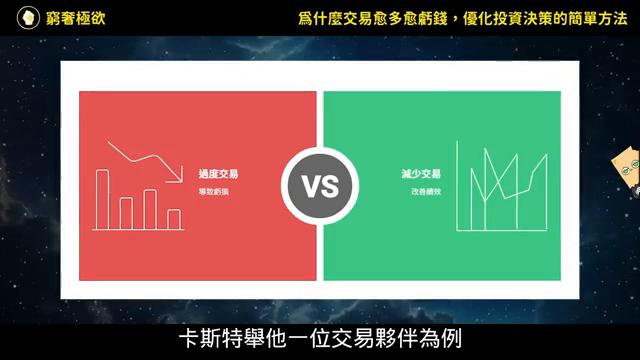 窮奢極欲
為什麼交易愈多愈虧錢，優化投資決策的簡單方法
過度交易
導致虧損
VS
減少交易
改善績效
卡斯特舉他一位交易夥伴為例